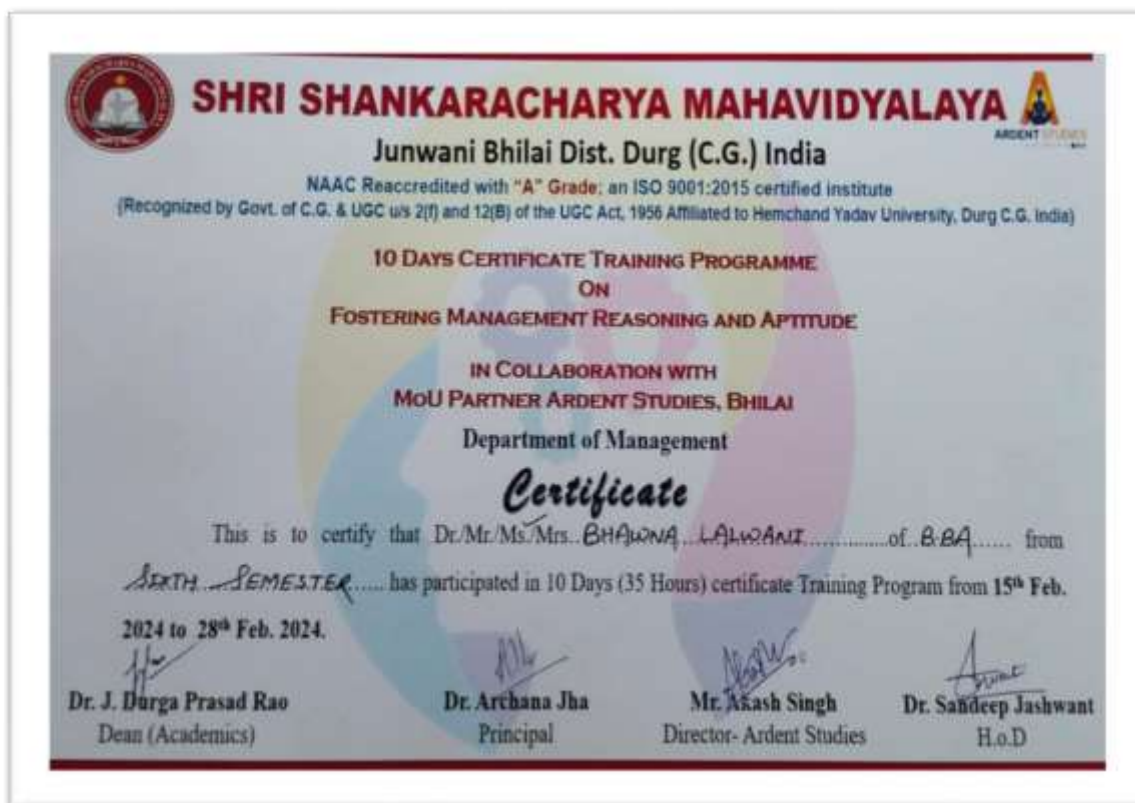 SHRI SHANKARACHARYA MAHAVIDYALAYA
ARDENT STUDIES
Junwani Bhilai Dist. Durg (C.G.) India
NAAC Reaccredited with "A" Grade: an ISO 9001:2015 certified institute
(Recognized by Govt. of C.G. & UGC u/s 2(f) and 12(B) of the UGC Act, 1956 Affiliated to Hemchand Yadav University, Durg C.G. India)
10 DAYS CERTIFICATE TRAINING PROGRAMME
ON
FOSTERING MANAGEMENT REASONING AND APTITUDE
IN COLLABORATION WITH
MOU PARTNER ARDENT STUDIES, BHILAI
Department of Management
Certificate
This is to certify that Dr./Mr./Ms./Mrs. BHAWNA LALWANI of B.BA from
SIXTH SEMESTER has participated in 10 Days (35 Hours) certificate Training Program from 15th Feb.
2024 to 28th Feb. 2024.
Dr. J. Durga Prasad Rao Dr. Archana Jha Mr. Akash Singh Dr. Sandeep Jashwant
Dean (Academics) Principal Director- Ardent Studies H.o.D